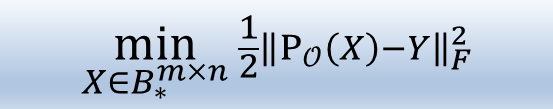 min_{X∈B_*^{m×n}} 1/2 ‖P_𝒪(X)−Y‖_F^2